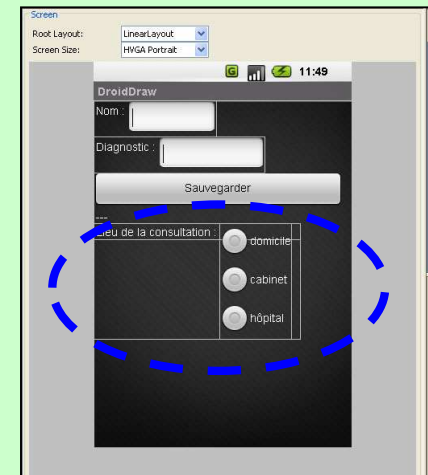 Screen
Root Layout: LinearLayout
Screen Size: HVGA Portrait
G 11:49
DroidDraw
Nom :
Diagnostic :
Sauvegarder
---
Lieu de la consultation : domicile
cabinet
hôpital